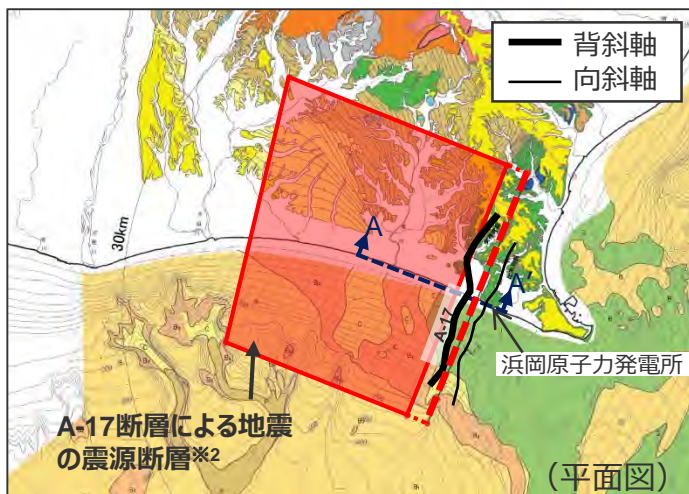 背斜軸
向斜軸
30km
A
A'
A-17
浜岡原子力発電所
A-17断層による地震
の震源断層※2
(平面図)